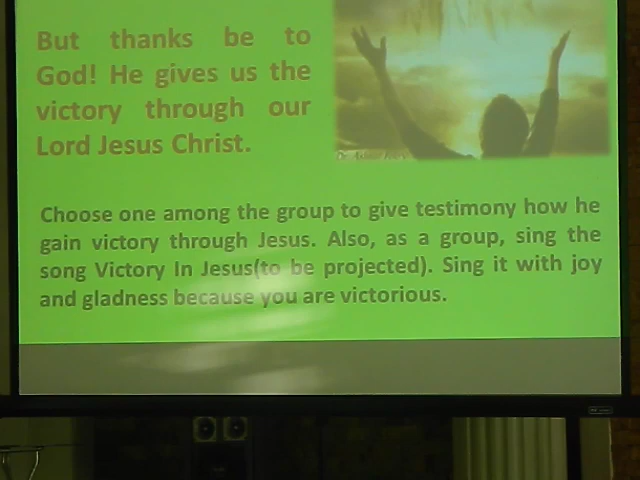 But thanks be to
God! He gives us the
victory through our
Lord Jesus Christ.
Choose one among the group to give testimony how he
gain victory through Jesus. Also, as a group, sing the
song Victory In Jesus(to be projected). Sing it with joy
and gladness because you are victorious.